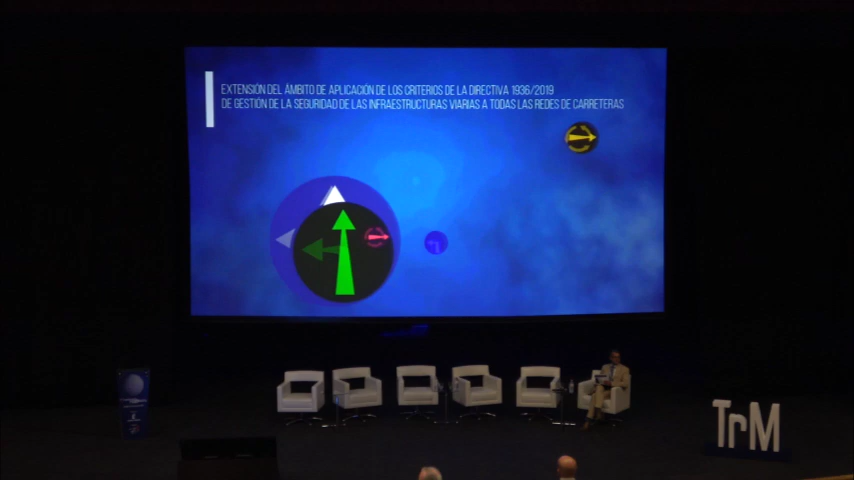 EXTENSIÓN DEL ÁMBITO DE APLICACIÓN DE LOS CRITERIOS DE LA DIRECTIVA 1936/2019
DE GESTIÓN DE LA SEGURIDAD DE LAS INFRAESTRUCTURAS VIARIAS A TODAS LAS REDES DE CARRETERAS
TrM